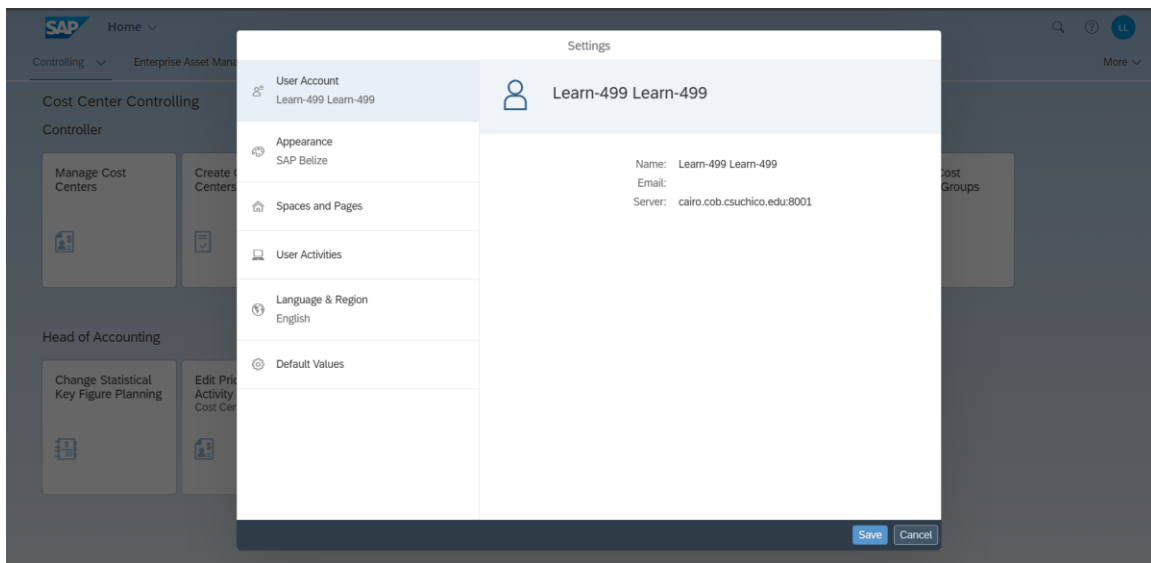 SAP Home
LL
Controlling Enterprise Asset Mana
More
Settings
User Account
Learn-499 Learn-499
Appearance
SAP Belize
Spaces and Pages
User Activities
Language & Region
English
Default Values
Learn-499 Learn-499
Name: Learn-499 Learn-499
Email:
Server: cairo.cob.csuchico.edu:8001
Save Cancel
Cost Center Controlling
Controller
Manage Cost
Centers
Create
Centers
Cost
Groups
Head of Accounting
Change Statistical
Key Figure Planning
Edit Pric
Activity
Cost Cen